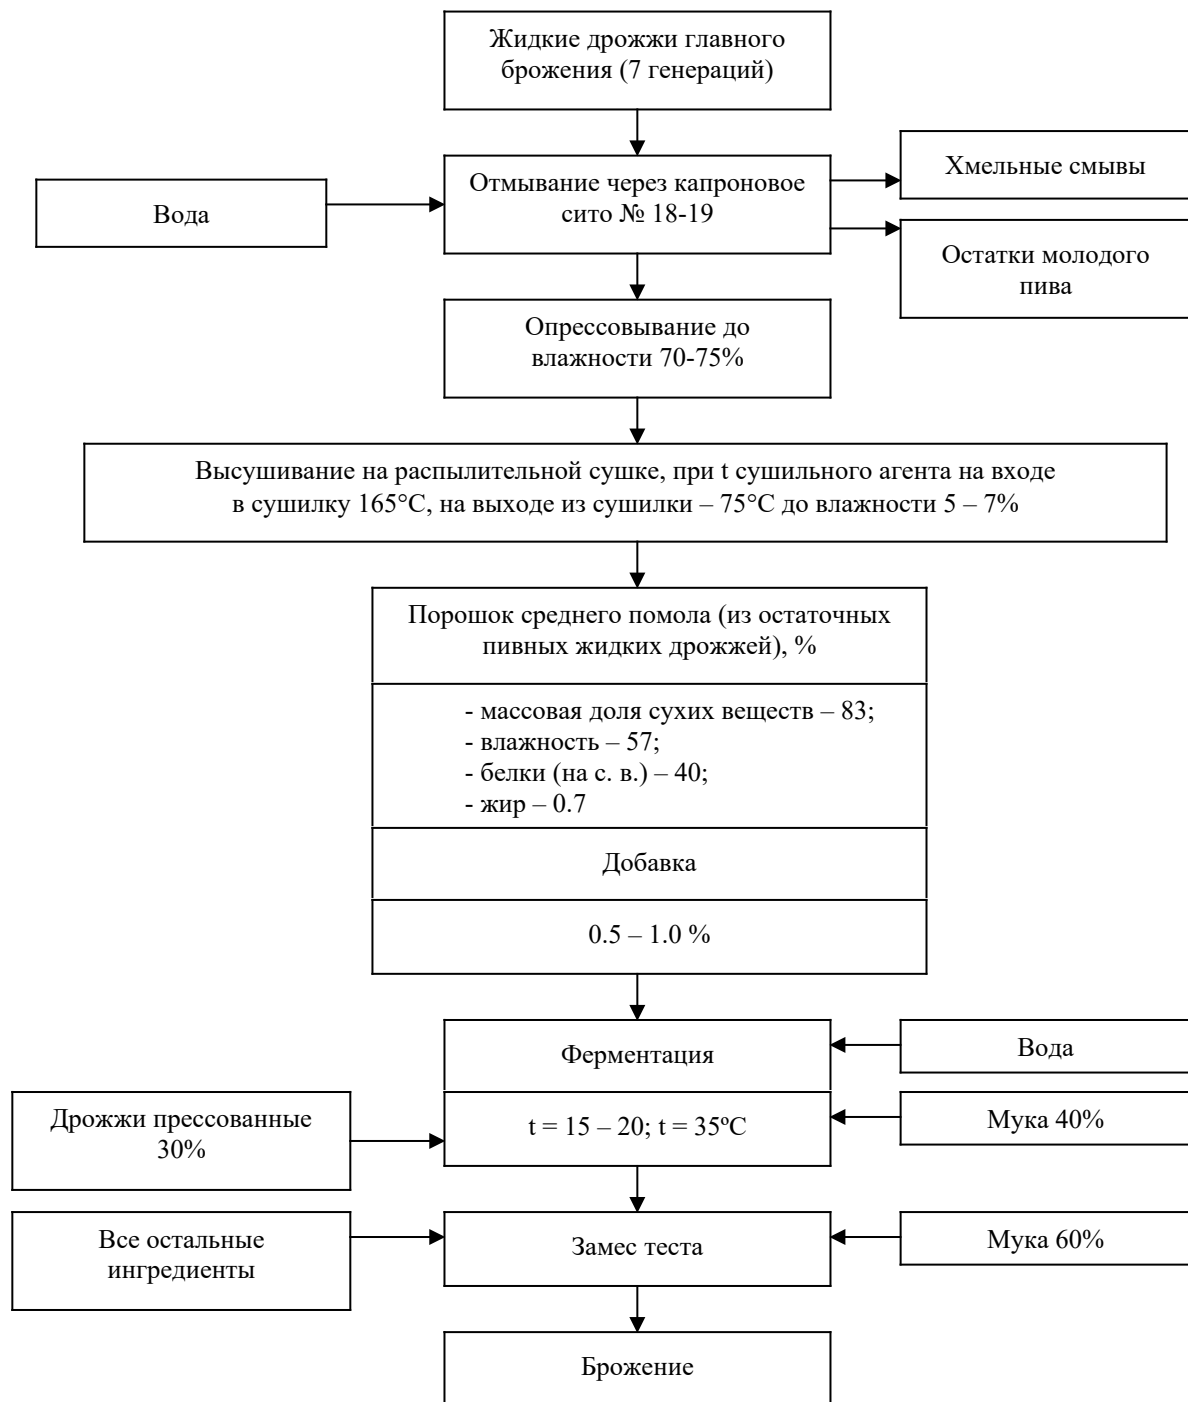 Жидкие дрожжи главного
брожения (7 генераций)
Вода
Отмывание через капроновое
сито № 18-19
Хмельные смывы
Остатки молодого
пива
Опрессовывание до
влажности 70-75%
Высушивание на распылительной сушке, при t сушильного агента на входе
в сушилку 165°С, на выходе из сушилки – 75°С до влажности 5 – 7%
Порошок среднего помола (из остаточных
пивных жидких дрожжей), %
- массовая доля сухих веществ – 83;
- влажность – 57;
- белки (на с. в.) – 40;
- жир – 0.7
Добавка
0.5 – 1.0 %
Ферментация
Вода
Дрожжи прессованные
30%
t = 15 – 20; t = 35ºС
Мука 40%
Все остальные
ингредиенты
Замес теста
Мука 60%
Брожение